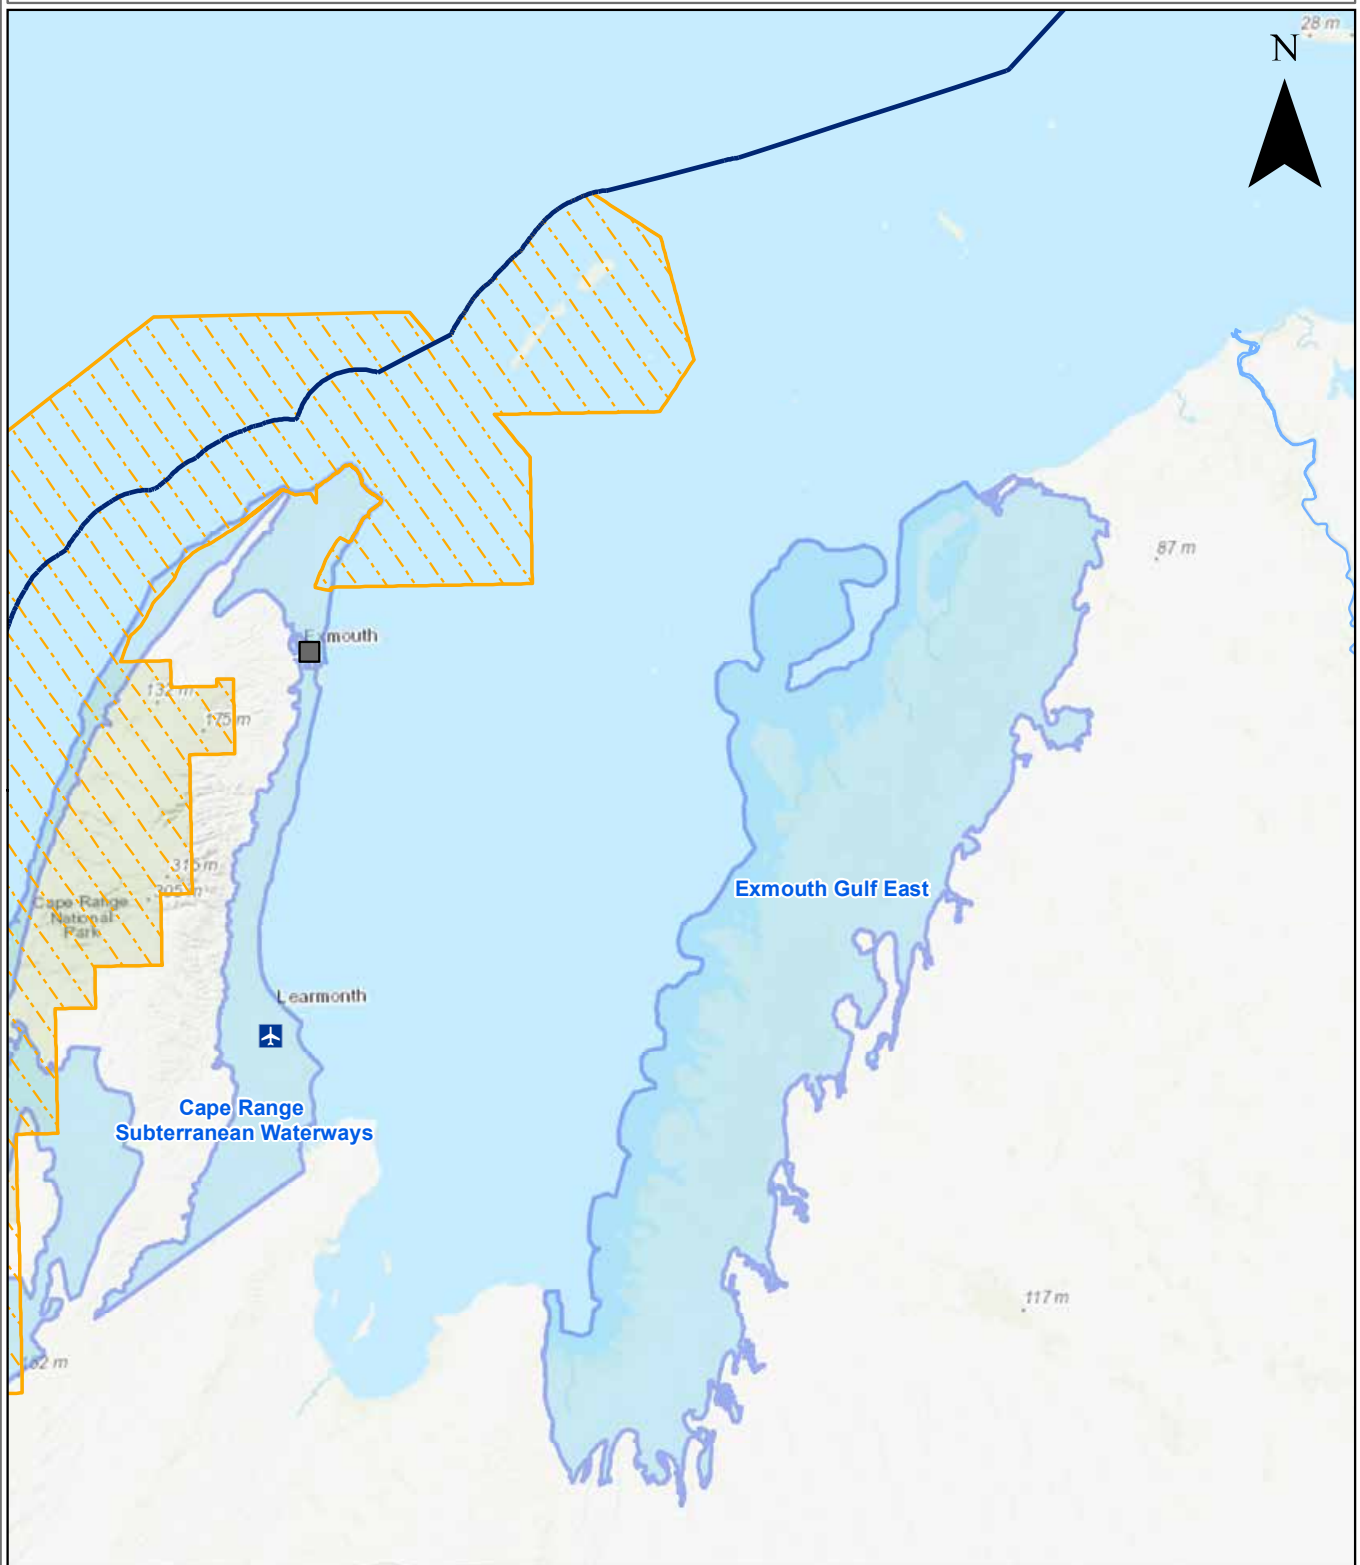 28 m
N
87 m
Exmouth
132 m
175 m
315 m
Exmouth Gulf East
Cape Range
National
Park
Learmonth
Cape Range
Subterranean Waterways
117 m